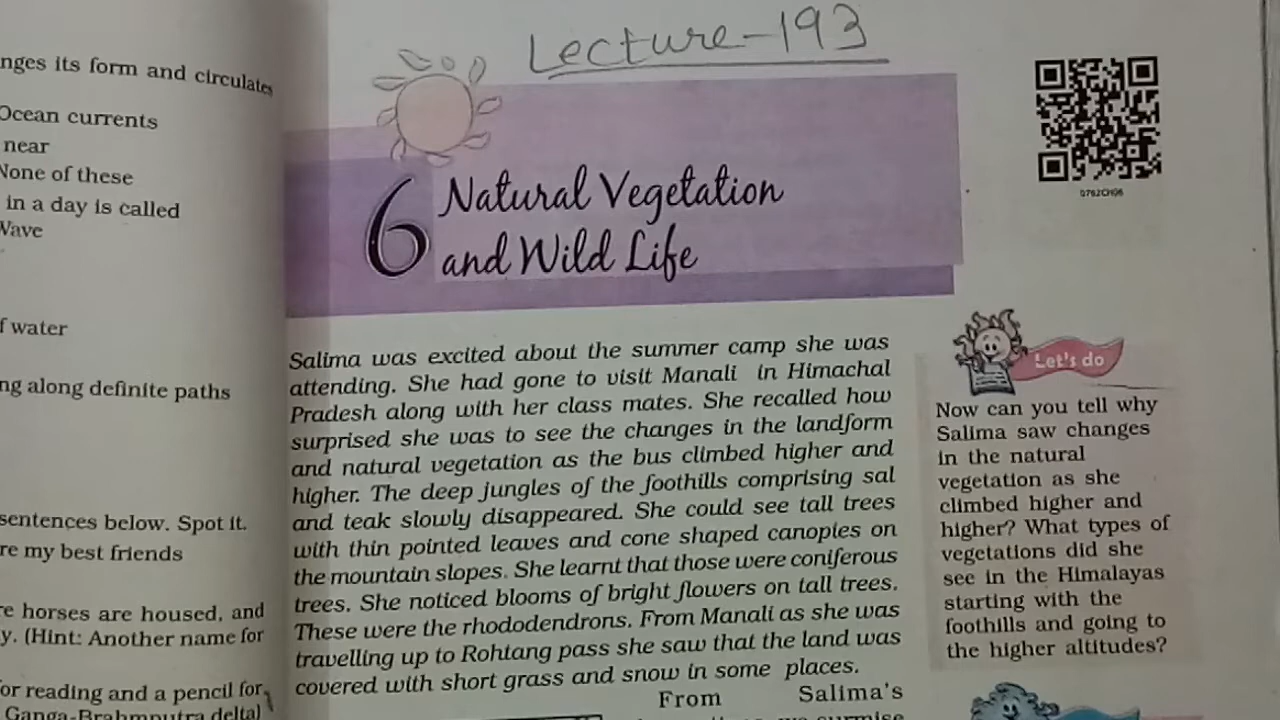 nges its form and circulates
Ocean currents
near
None of these
in a day is called
Wave
f water
ng along definite paths
sentences below. Spot it.
re my best friends
re horses are housed, and
y. (Hint: Another name for
or reading and a pencil for
Ganga-Brahmputra delta)
Lecture-193
6 Natural Vegetation
and Wild Life
Salima was excited about the summer camp she was
attending. She had gone to visit Manali in Himachal
Pradesh along with her class mates. She recalled how
surprised she was to see the changes in the landform
and natural vegetation as the bus climbed higher and
higher. The deep jungles of the foothills comprising sal
and teak slowly disappeared. She could see tall trees
with thin pointed leaves and cone shaped canopies on
the mountain slopes. She learnt that those were coniferous
trees. She noticed blooms of bright flowers on tall trees.
These were the rhododendrons. From Manali as she was
travelling up to Rohtang pass she saw that the land was
covered with short grass and snow in some places.
From Salima's
0762CH06
Let's do
Now can you tell why
Salima saw changes
in the natural
vegetation as she
climbed higher and
higher? What types of
vegetations did she
see in the Himalayas
starting with the
foothills and going to
the higher altitudes?